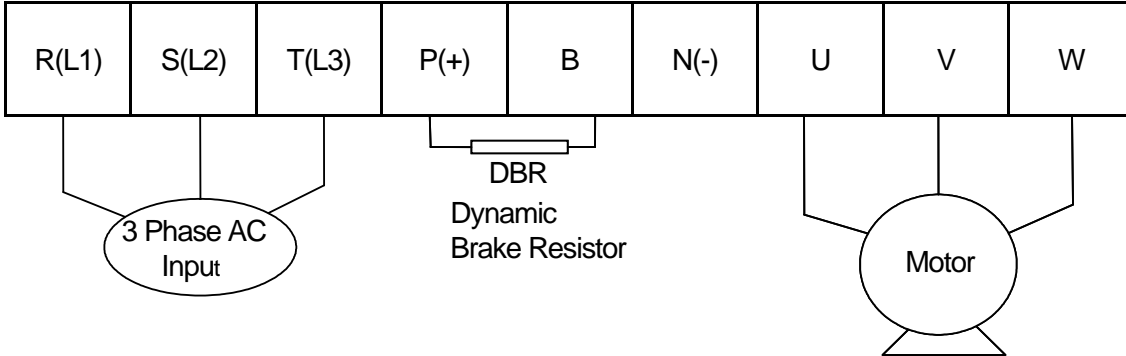 R(L1) S(L2) T(L3) P(+) B N(-) U V W
DBR
Dynamic
Brake Resistor
3 Phase AC
Input
Motor